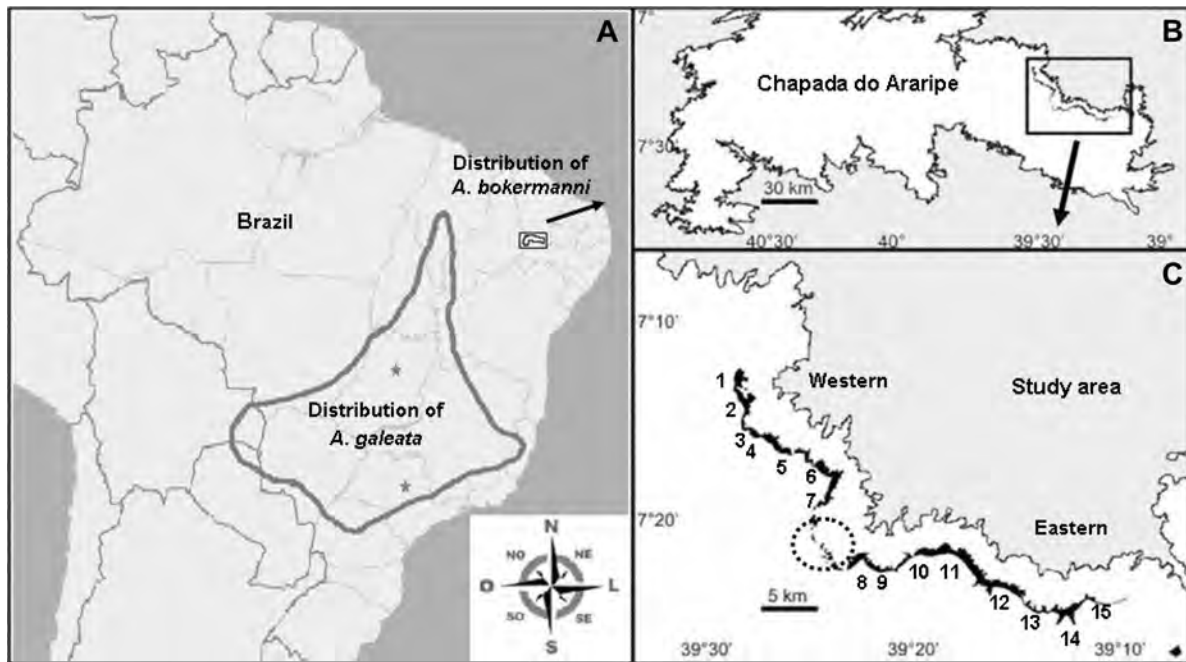 A
Distribution of
A. bokermanni
Brazil
Distribution of
A. galeata
N
NO
NE
O
L
SO
SE
S
B
7°
Chapada do Araripe
7°30'
30 km
40°30'
40°
39°30'
39°
C
7°10'
Western
Study area
1
2
3
4
5
6
7
7°20'
Eastern
8
9
10
11
12
13
14
15
5 km
39°30'
39°20'
39°10'